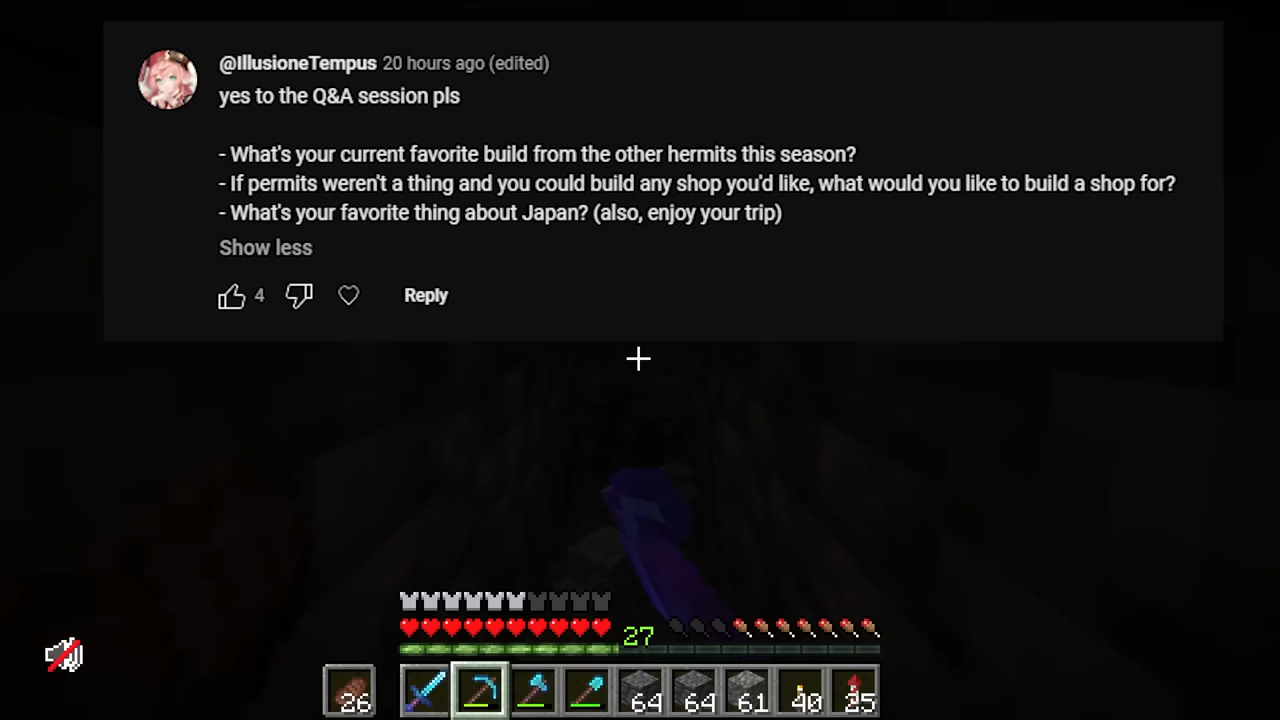 @IllusioneTempus 20 hours ago (edited)
yes to the Q&A session pls
- What's your current favorite build from the other hermits this season?
- If permits weren't a thing and you could build any shop you'd like, what would you like to build a shop for?
- What's your favorite thing about Japan? (also, enjoy your trip)
Show less
4 Reply
27
26 64 64 61 40 25